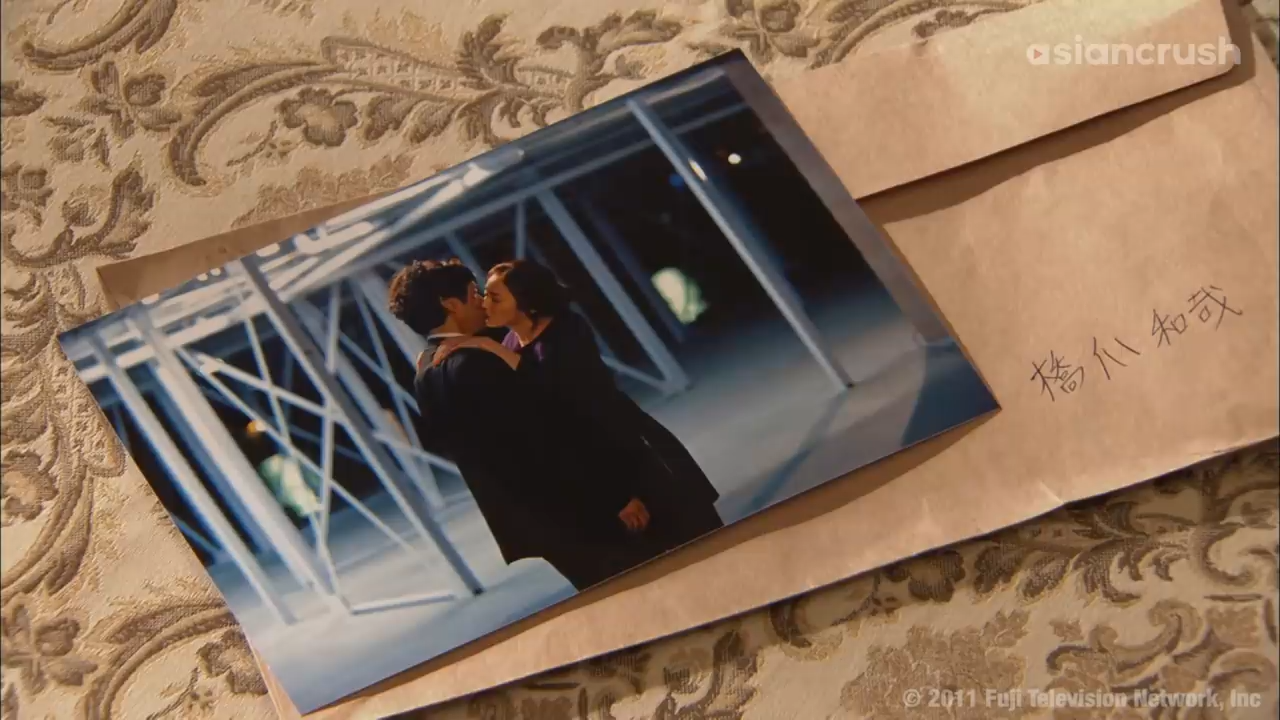 asiancrush
橋爪 和哉
© 2011 Fuji Television Network, Inc